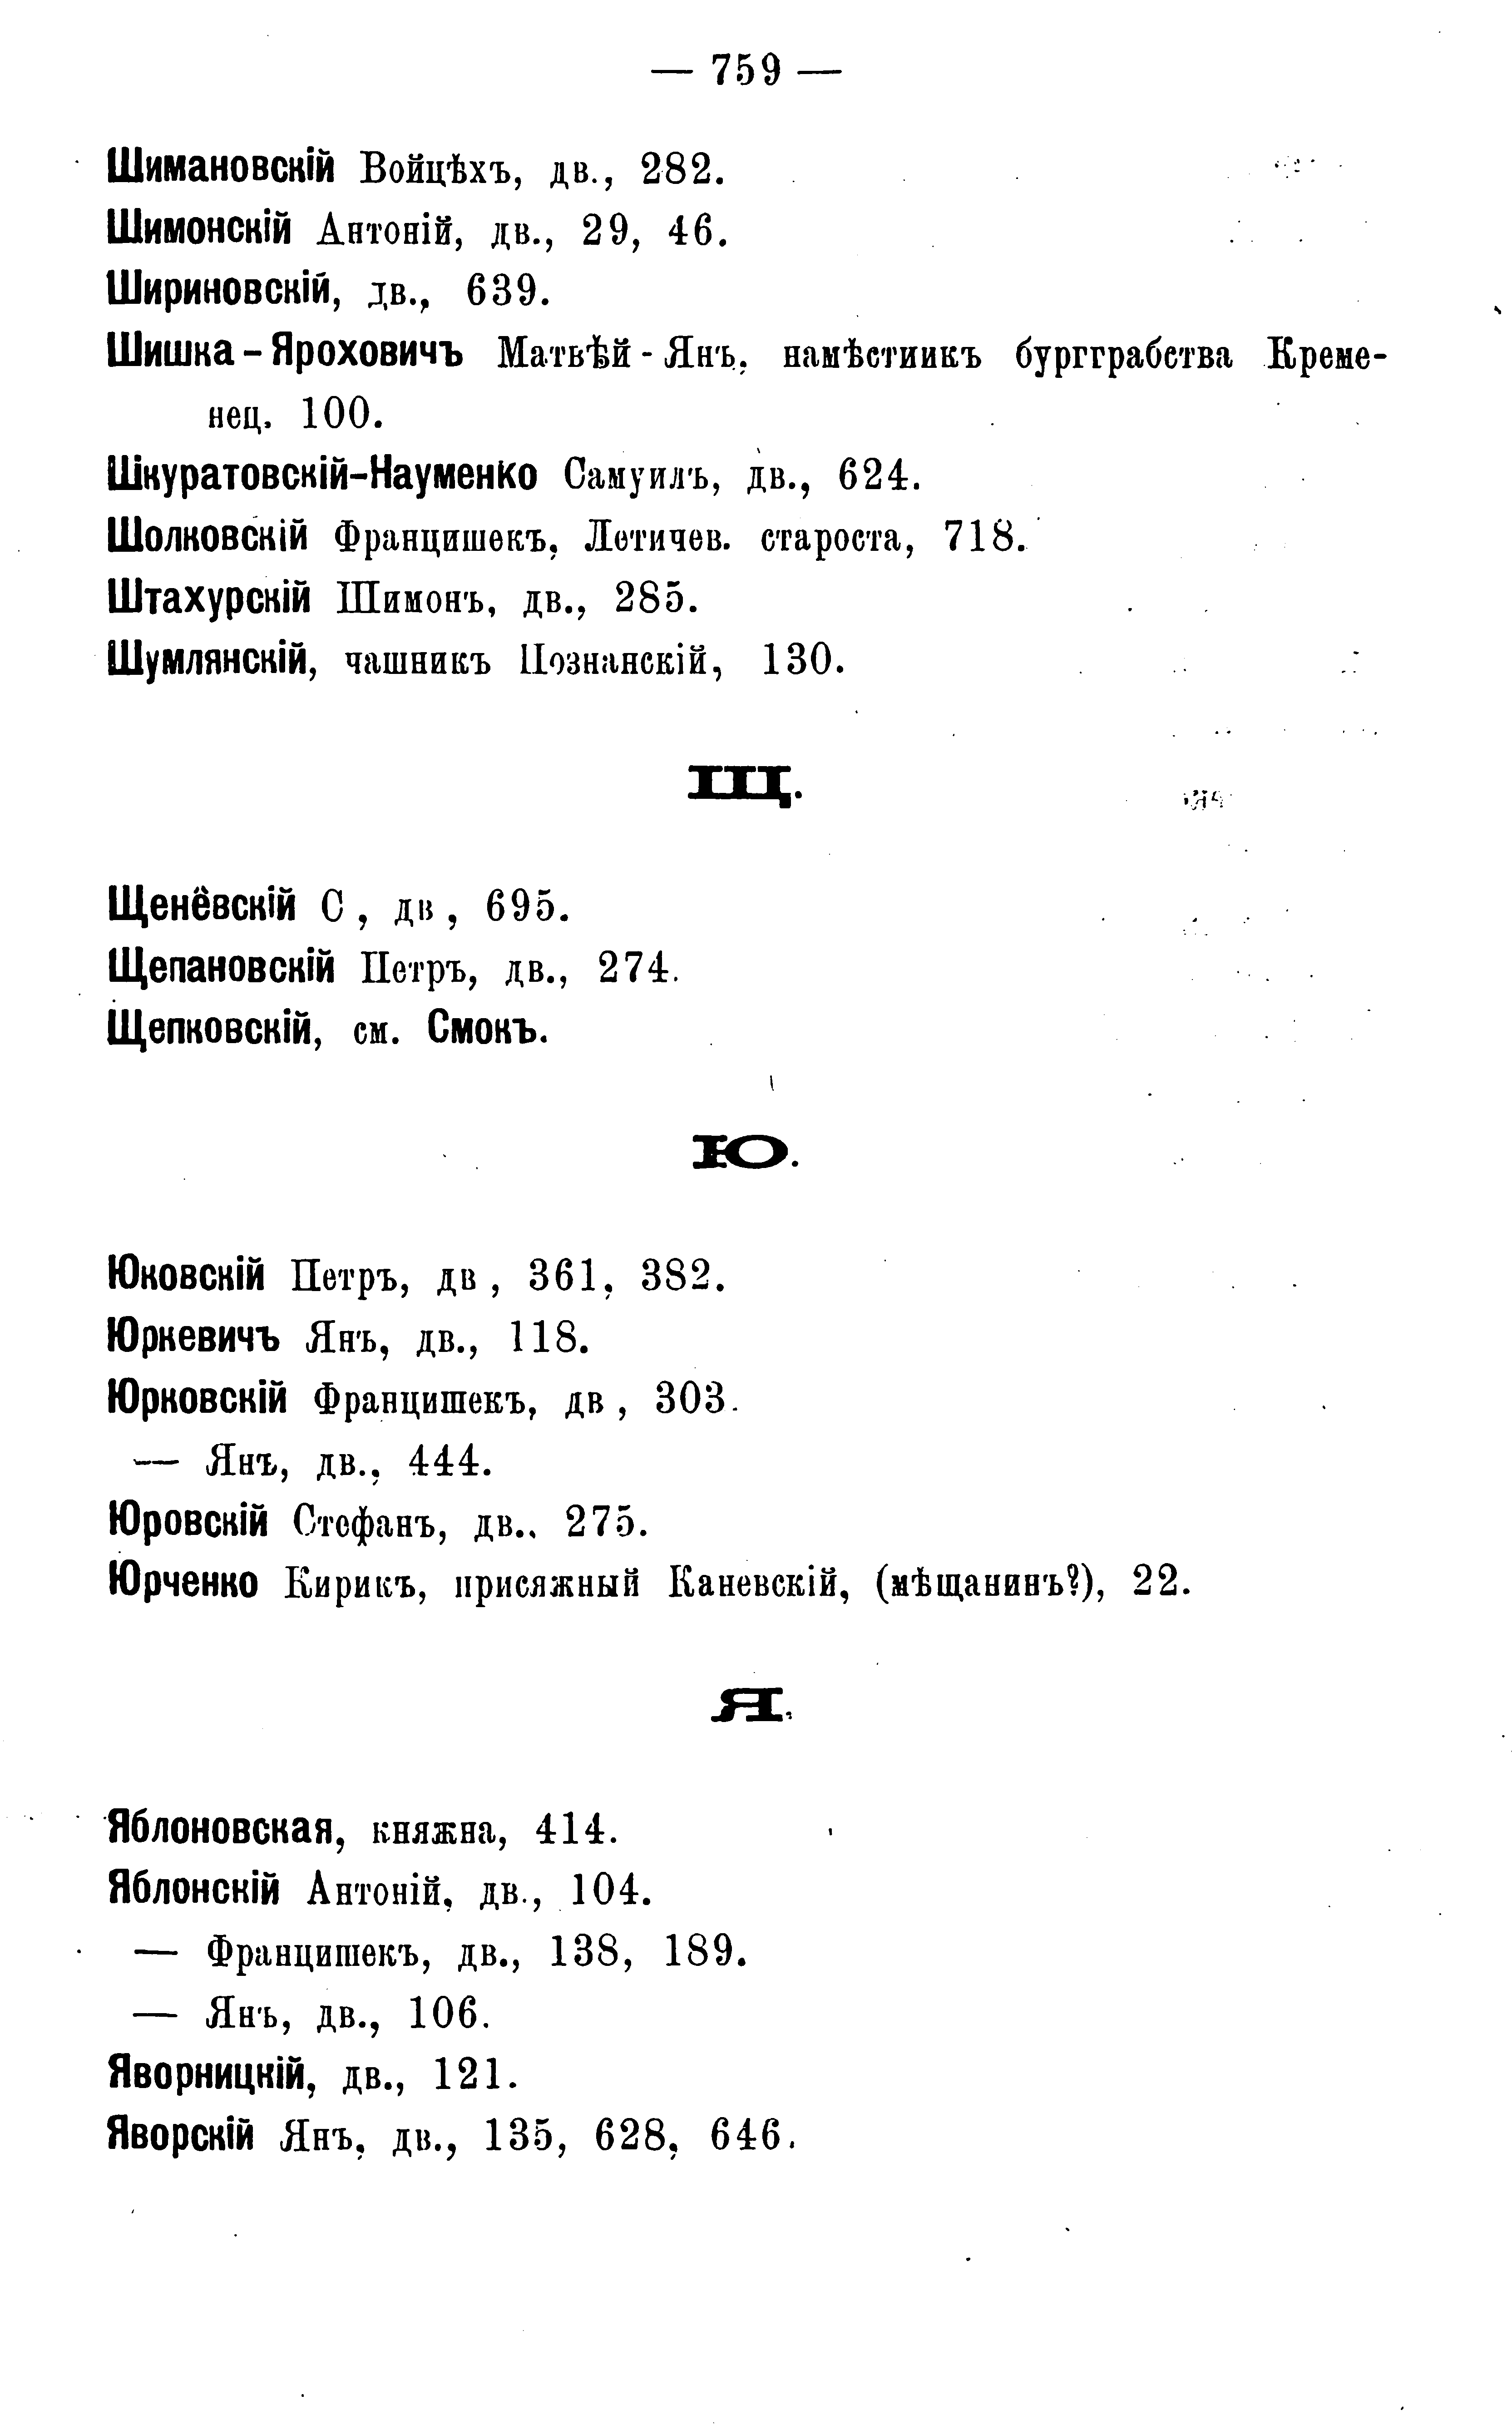 — 759 —
Шимановскій Войцѣхъ, дв., 282.
Шимонскій Антоній, дв., 29, 46.
Шириновскій, дв., 639.
Шишка-Яроховичъ Матвѣй-Янъ, намѣстникъ бургграбства Креме-
нец. 100.
Шкуратовскій-Науменко Самуилъ, дв., 624.
Шолковскій Францишекъ, Летичев. староста, 718.
Штахурскій Шимонъ, дв., 285.
Шумлянскій, чашникъ Познанскій, 130.
Щ.
Щенёвскій С , дв , 695.
Щепановскій Петръ, дв., 274.
Щепковскій, см. Смокъ.
Ю.
Юковскій Петръ, дв , 361, 382.
Юркевичъ Янъ, дв., 118.
Юрковскій Францишекъ, дв , 303.
— Янъ, дв., 444.
Юровскій Стефанъ, дв., 275.
Юрченко Кирикъ, присяжный Каневскій, (мѣщанинъ?), 22.
Я.
Яблоновская, княжна, 414.
Яблонскій Антоній, дв., 104.
— Францишекъ, дв., 138, 189.
— Янъ, дв., 106.
Яворницкій, дв., 121.
Яворскій Янъ, дв., 135, 628, 646.